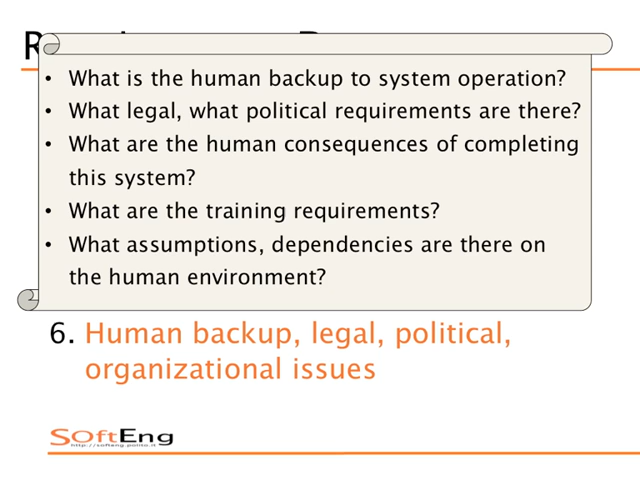 • What is the human backup to system operation?
• What legal, what political requirements are there?
• What are the human consequences of completing
this system?
• What are the training requirements?
• What assumptions, dependencies are there on
the human environment?
6. Human backup, legal, political,
organizational issues
SOftEng
http://softeng.polito.it